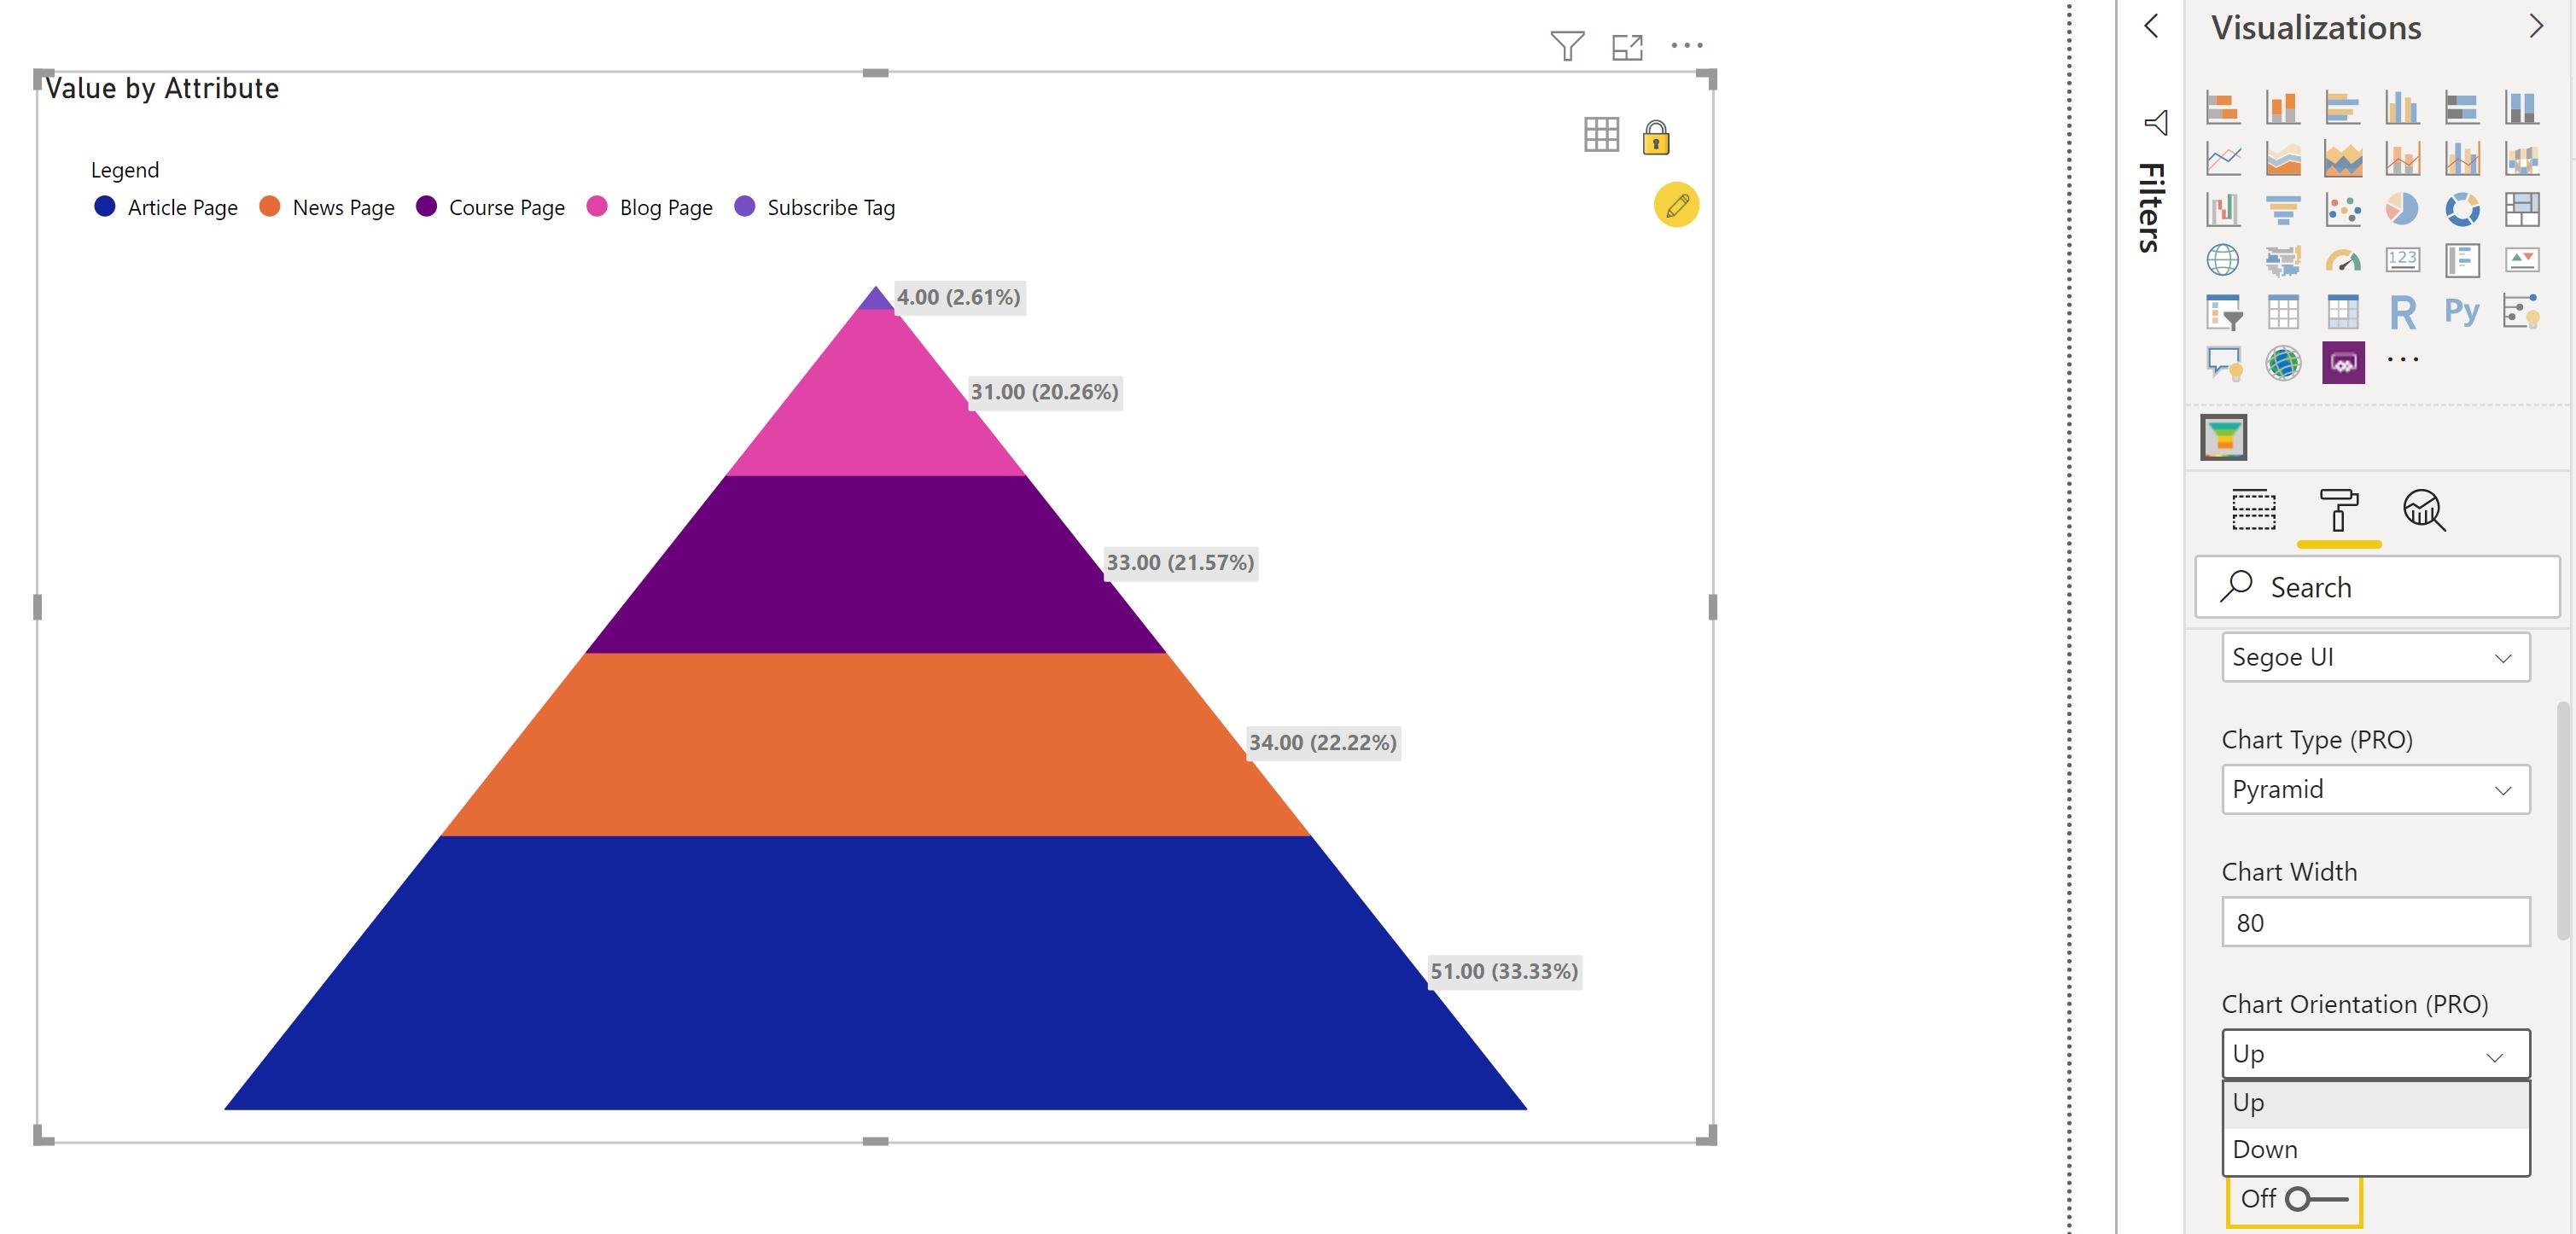 Value by Attribute
Legend
Article Page News Page Course Page Blog Page Subscribe Tag
4.00 (2.61%)
31.00 (20.26%)
33.00 (21.57%)
34.00 (22.22%)
51.00 (33.33%)
Filters
Visualizations
123
R Py
Search
Segoe UI
Chart Type (PRO)
Pyramid
Chart Width
80
Chart Orientation (PRO)
Up
Up
Down
Off